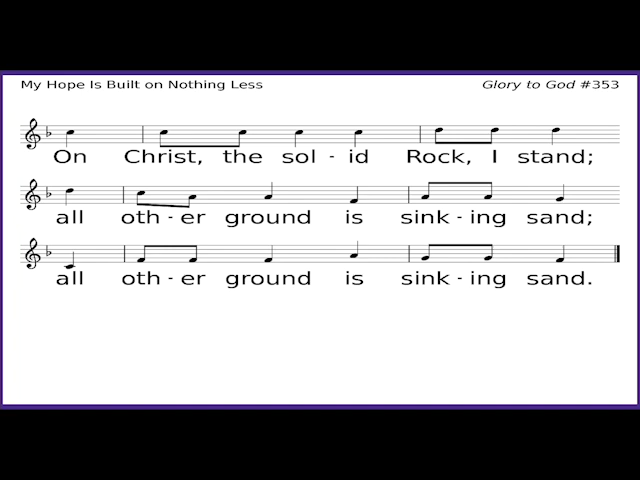 My Hope Is Built on Nothing Less Glory to God #353
On Christ, the sol - id Rock, I stand;
all oth - er ground is sink - ing sand;
all oth - er ground is sink - ing sand.